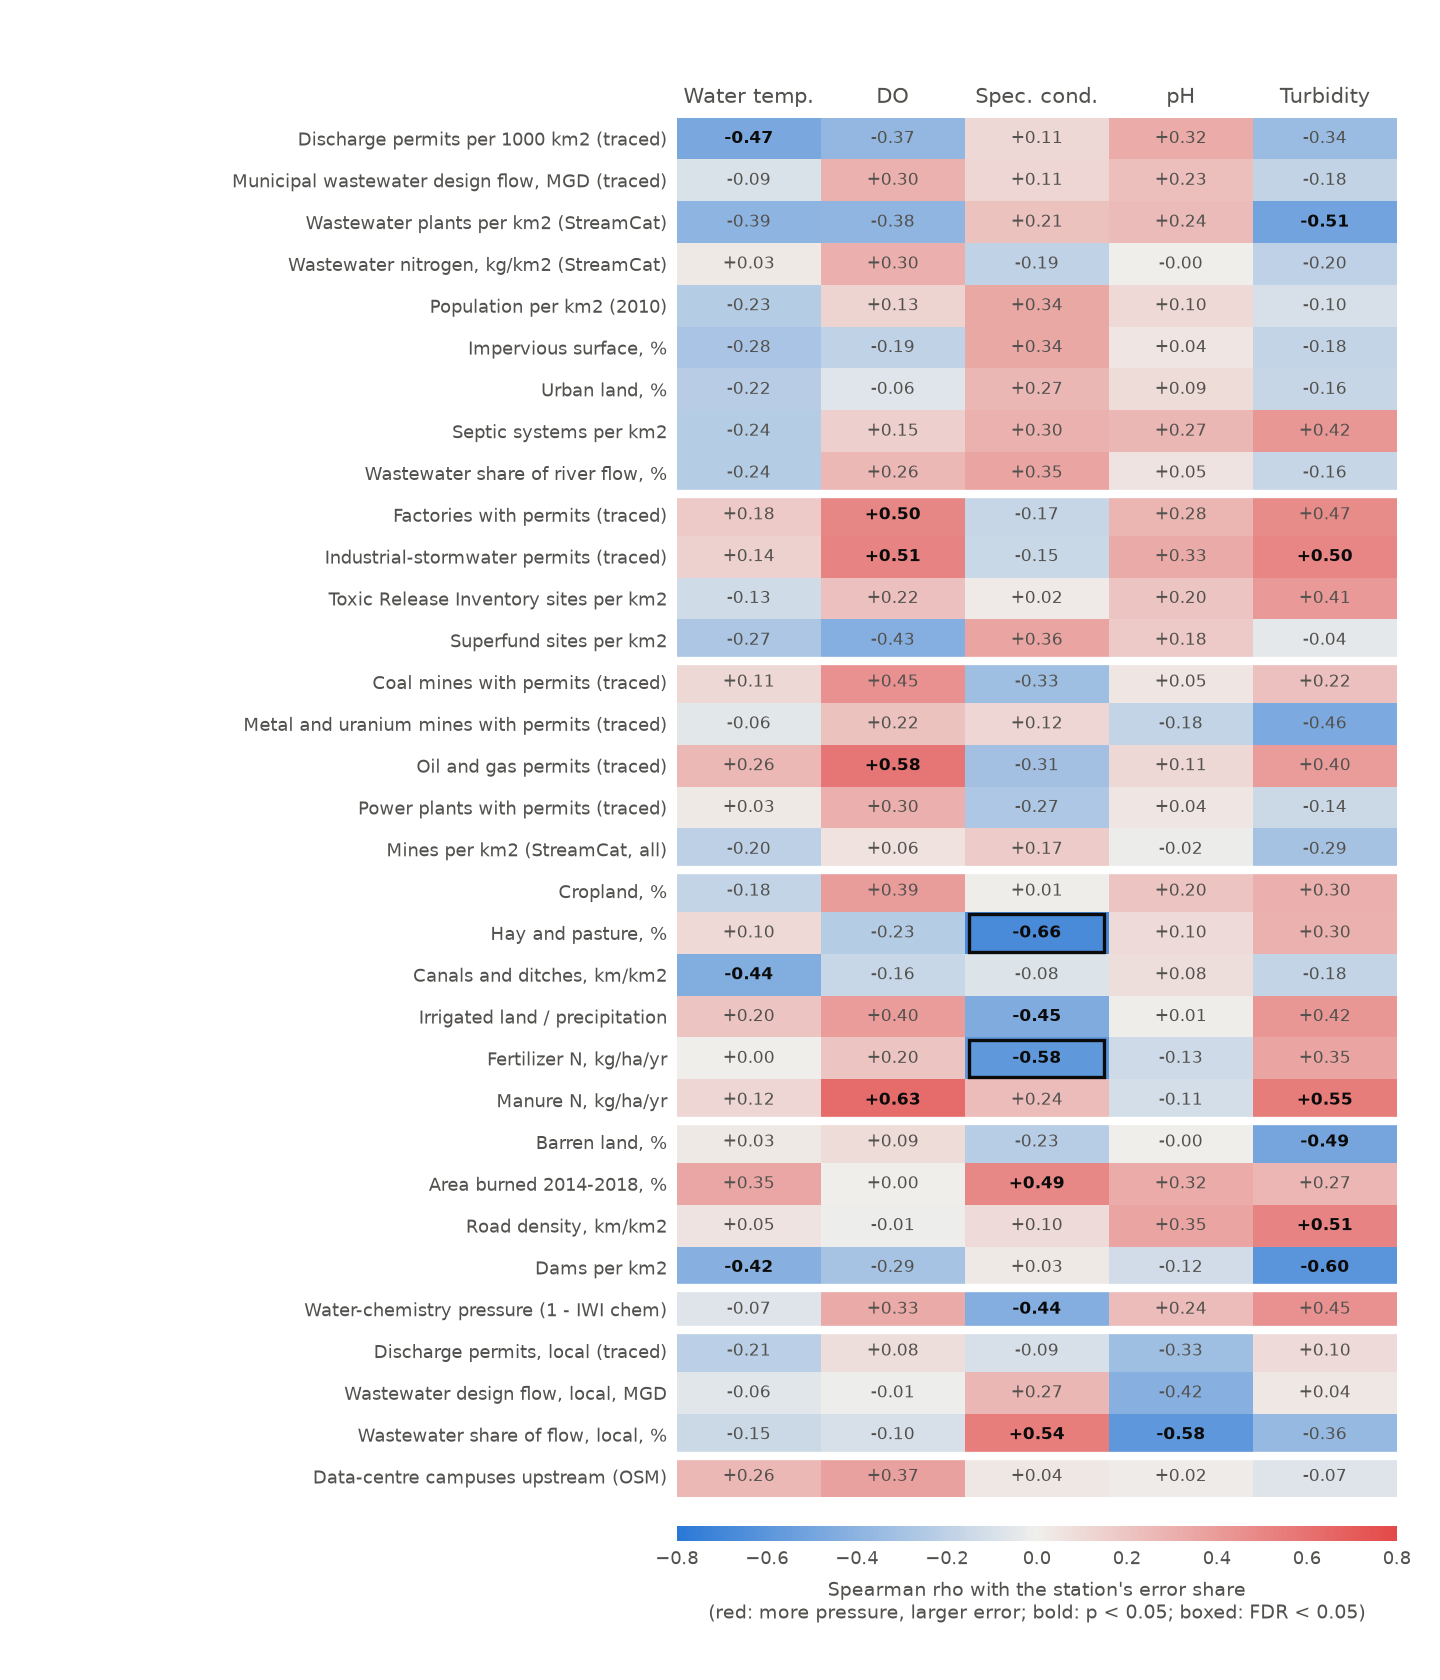 Water temp. DO Spec. cond. pH Turbidity
Discharge permits per 1000 km2 (traced) -0.47 -0.37 +0.11 +0.32 -0.34
Municipal wastewater design flow, MGD (traced) -0.09 +0.30 +0.11 +0.23 -0.18
Wastewater plants per km2 (StreamCat) -0.39 -0.38 +0.21 +0.24 -0.51
Wastewater nitrogen, kg/km2 (StreamCat) +0.03 +0.30 -0.19 -0.00 -0.20
Population per km2 (2010) -0.23 +0.13 +0.34 +0.10 -0.10
Impervious surface, % -0.28 -0.19 +0.34 +0.04 -0.18
Urban land, % -0.22 -0.06 +0.27 +0.09 -0.16
Septic systems per km2 -0.24 +0.15 +0.30 +0.27 +0.42
Wastewater share of river flow, % -0.24 +0.26 +0.35 +0.05 -0.16
Factories with permits (traced) +0.18 +0.50 -0.17 +0.28 +0.47
Industrial-stormwater permits (traced) +0.14 +0.51 -0.15 +0.33 +0.50
Toxic Release Inventory sites per km2 -0.13 +0.22 +0.02 +0.20 +0.41
Superfund sites per km2 -0.27 -0.43 +0.36 +0.18 -0.04
Coal mines with permits (traced) +0.11 +0.45 -0.33 +0.05 +0.22
Metal and uranium mines with permits (traced) -0.06 +0.22 +0.12 -0.18 -0.46
Oil and gas permits (traced) +0.26 +0.58 -0.31 +0.11 +0.40
Power plants with permits (traced) +0.03 +0.30 -0.27 +0.04 -0.14
Mines per km2 (StreamCat, all) -0.20 +0.06 +0.17 -0.02 -0.29
Cropland, % -0.18 +0.39 +0.01 +0.20 +0.30
Hay and pasture, % +0.10 -0.23 -0.66 +0.10 +0.30
Canals and ditches, km/km2 -0.44 -0.16 -0.08 +0.08 -0.18
Irrigated land / precipitation +0.20 +0.40 -0.45 +0.01 +0.42
Fertilizer N, kg/ha/yr +0.00 +0.20 -0.58 -0.13 +0.35
Manure N, kg/ha/yr +0.12 +0.63 +0.24 -0.11 +0.55
Barren land, % +0.03 +0.09 -0.23 -0.00 -0.49
Area burned 2014-2018, % +0.35 +0.00 +0.49 +0.32 +0.27
Road density, km/km2 +0.05 -0.01 +0.10 +0.35 +0.51
Dams per km2 -0.42 -0.29 +0.03 -0.12 -0.60
Water-chemistry pressure (1 - IWI chem) -0.07 +0.33 -0.44 +0.24 +0.45
Discharge permits, local (traced) -0.21 +0.08 -0.09 -0.33 +0.10
Wastewater design flow, local, MGD -0.06 -0.01 +0.27 -0.42 +0.04
Wastewater share of flow, local, % -0.15 -0.10 +0.54 -0.58 -0.36
Data-centre campuses upstream (OSM) +0.26 +0.37 +0.04 +0.02 -0.07
−0.8 −0.6 −0.4 −0.2 0.0 0.2 0.4 0.6 0.8
Spearman rho with the station's error share
(red: more pressure, larger error; bold: p < 0.05; boxed: FDR < 0.05)